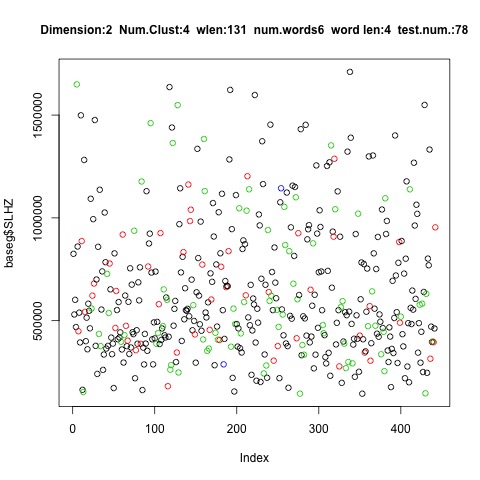 Dimension:2 Num.Clust:4 wlen:131 num.words6 word len:4 test.num.:78
1500000
1000000
500000
baseg$SLHZ
0 100 200 300 400
Index